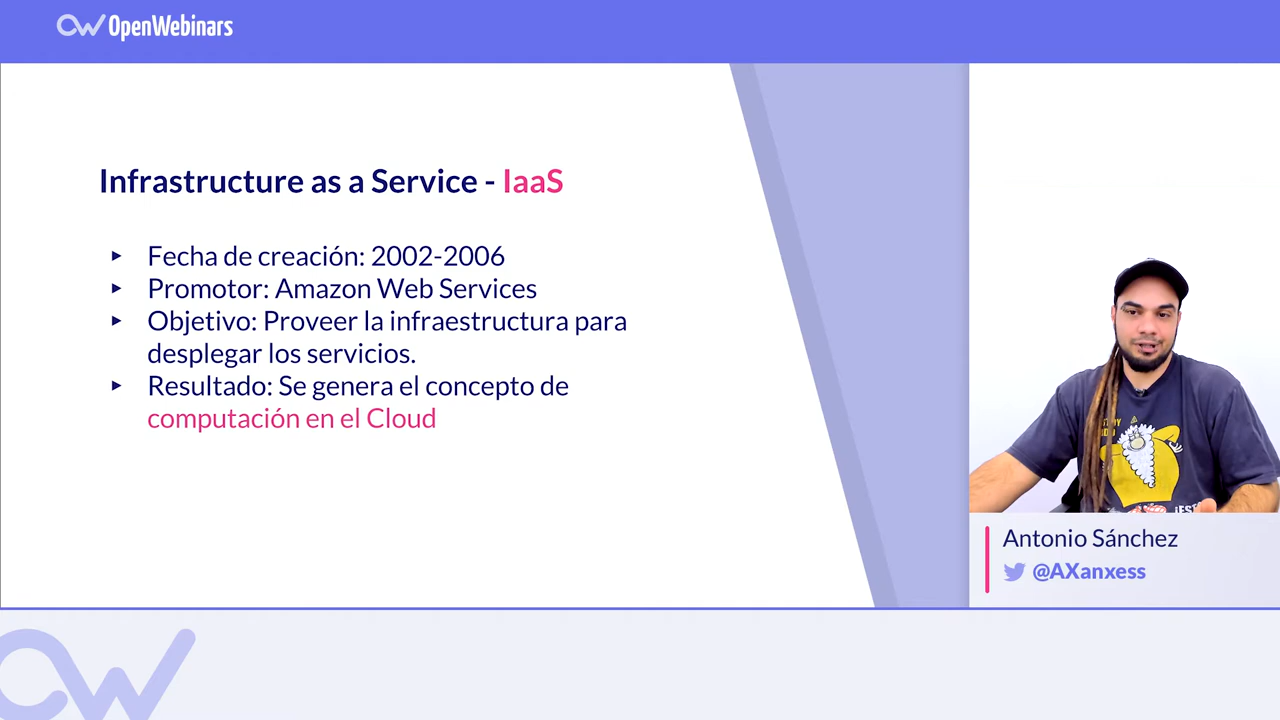 OpenWebinars
Infrastructure as a Service - IaaS
Fecha de creación: 2002-2006
Promotor: Amazon Web Services
Objetivo: Proveer la infraestructura para
desplegar los servicios.
Resultado: Se genera el concepto de
computación en el Cloud
Antonio Sánchez
@AXanxess